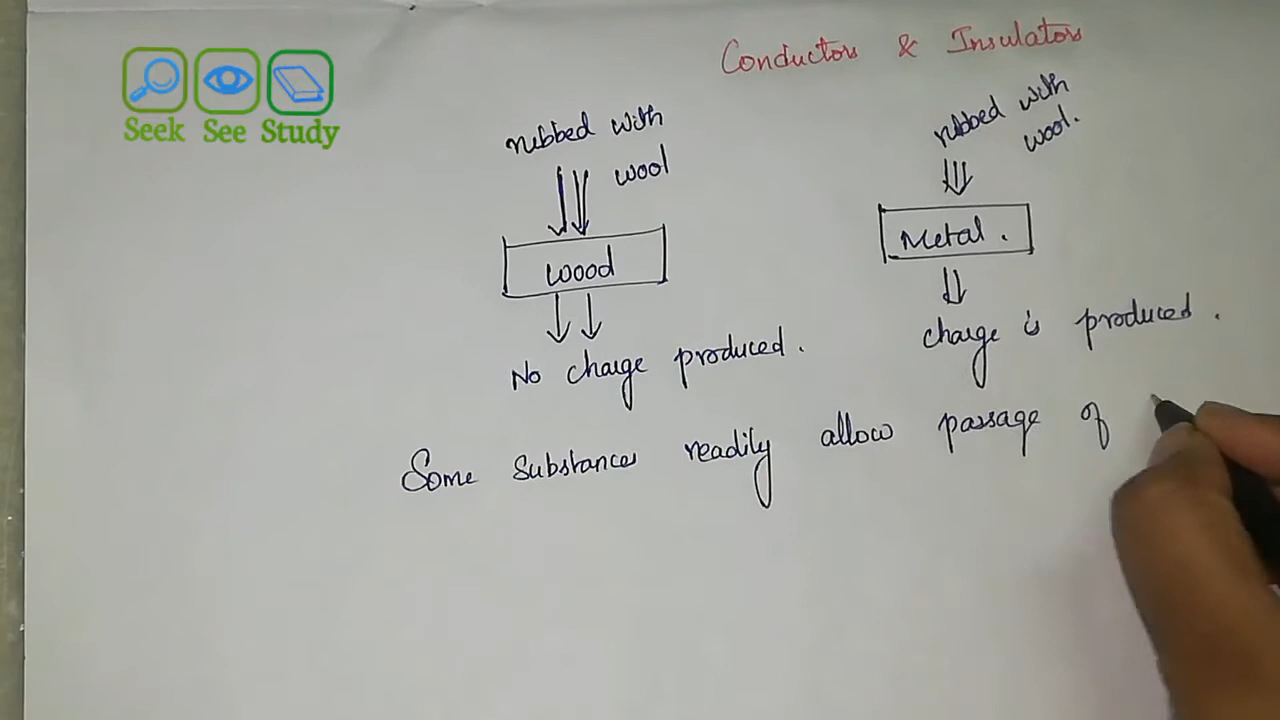 Seek See Study
Conductors & Insulators
rubbed with
wool
Wood
No charge produced.
rubbed with
wool.
Metal.
charge is produced.
Some substances readily allow passage of